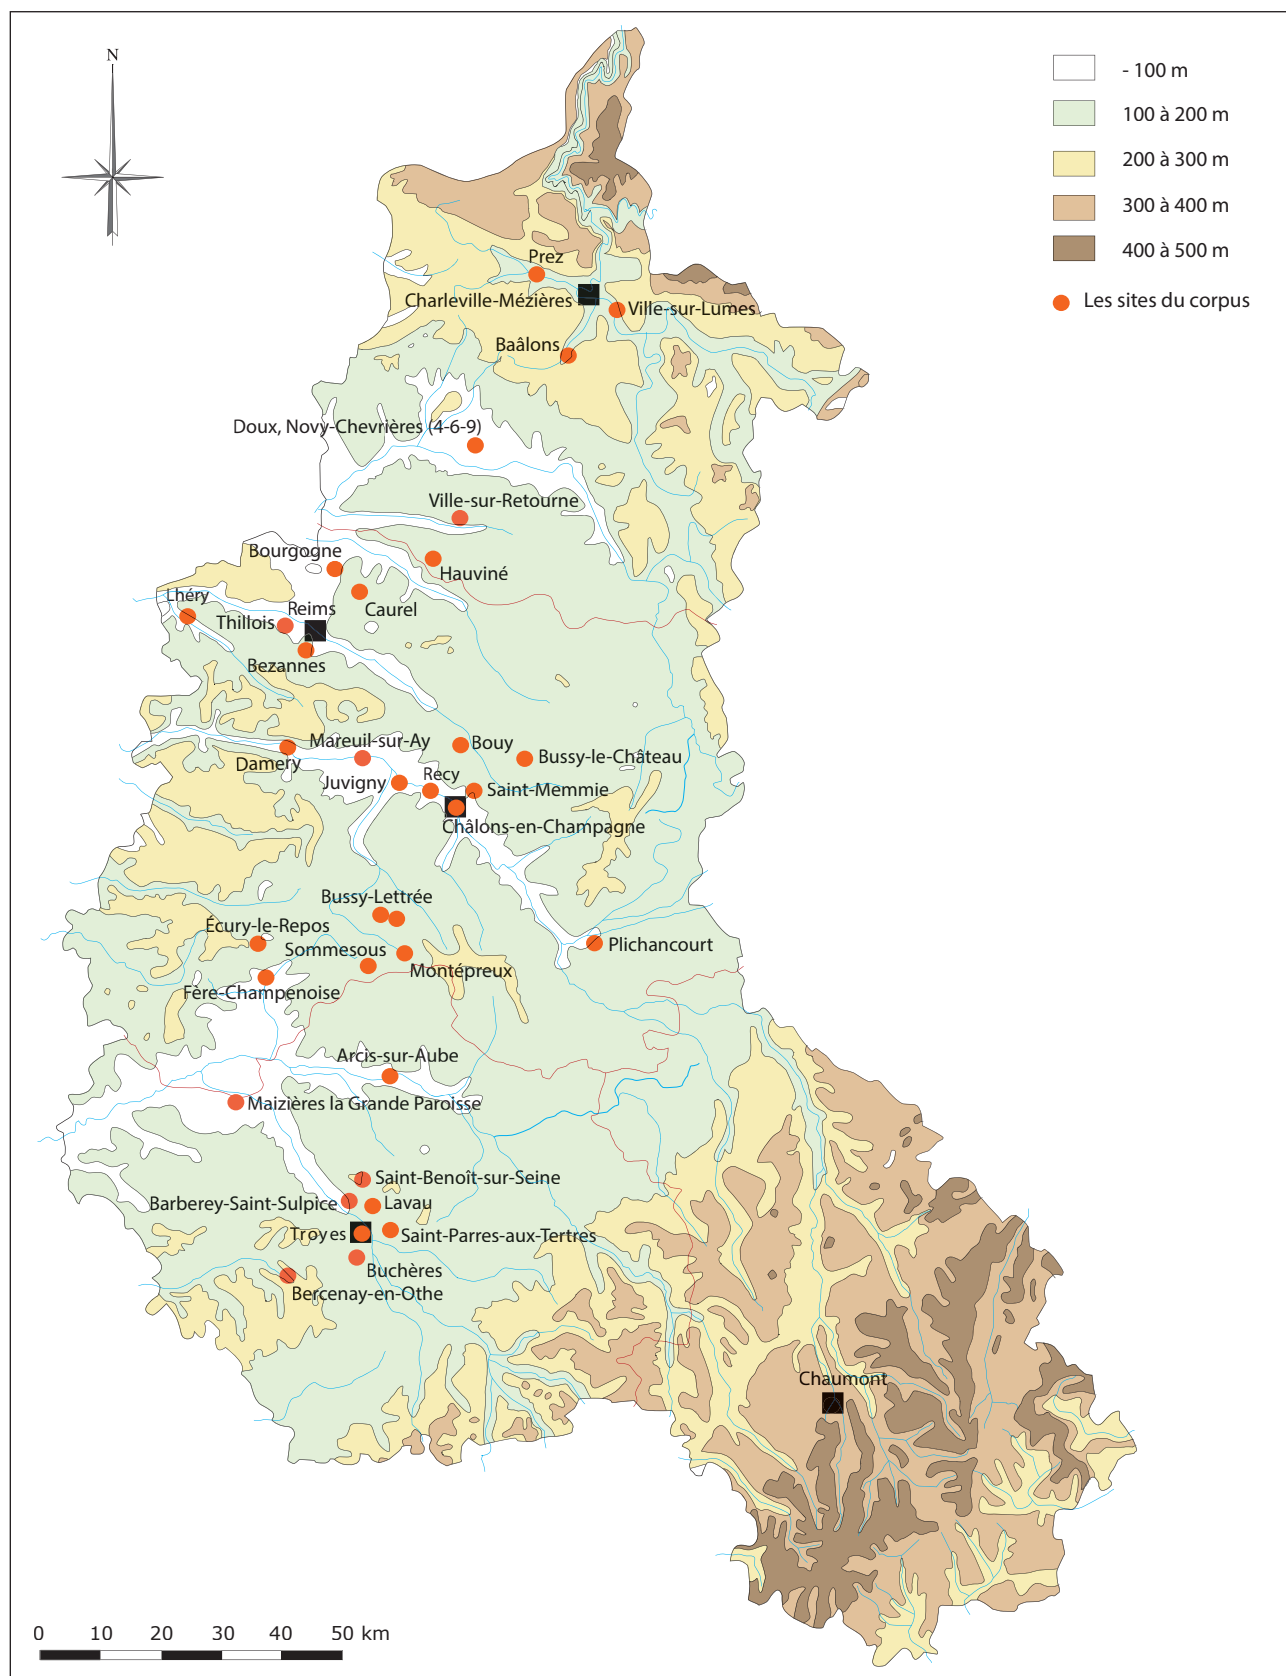 N
- 100 m
100 à 200 m
200 à 300 m
300 à 400 m
400 à 500 m
Les sites du corpus
Prez
Charleville-Mézières
Ville-sur-Lumes
Baâlons
Doux, Novy-Chevrières (4-6-9)
Ville-sur-Retourne
Bourgogne
Hauviné
Lhéry
Caurel
Reims
Thillois
Bezannes
Mareuil-sur-Ay
Bouy
Bussy-le-Château
Damery
Juvigny
Recy
Saint-Memmie
Châlons-en-Champagne
Bussy-Lettrée
Écury-le-Repos
Sommesous
Plichancourt
Montépreux
Fère-Champenoise
Arcis-sur-Aube
Maizières la Grande Paroisse
Saint-Benoît-sur-Seine
Barberey-Saint-Sulpice
Lavau
Troyes
Saint-Parres-aux-Tertres
Buchères
Bercenay-en-Othe
Chaumont
0 10 20 30 40 50 km